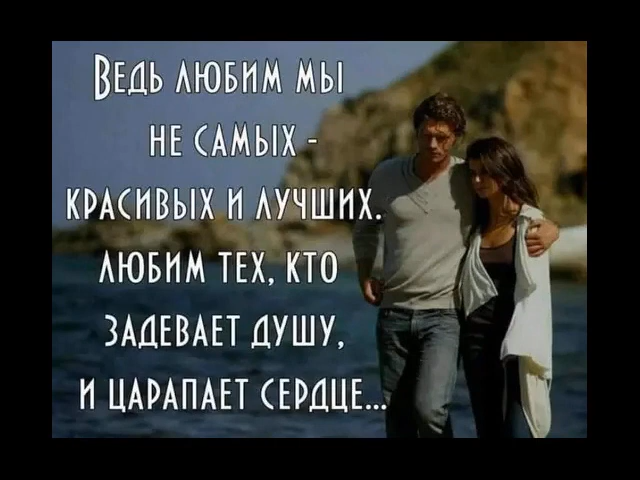 Ведь любим мы
не самых -
красивых и лучших.
Любим тех, кто
задевает душу,
и царапает сердце...